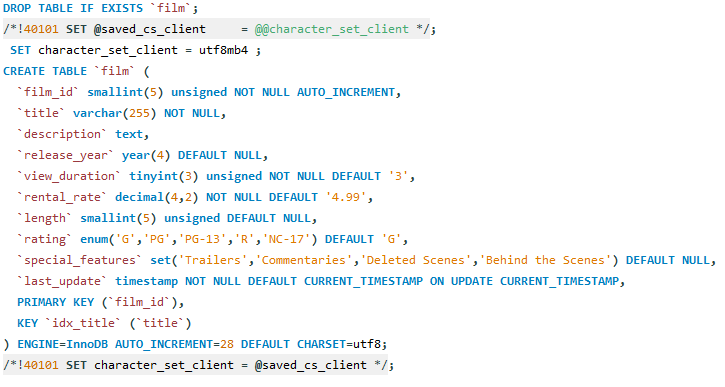 DROP TABLE IF EXISTS `film`;
/*!40101 SET @saved_cs_client     = @@character_set_client */;
 SET character_set_client = utf8mb4 ;
CREATE TABLE `film` (
  `film_id` smallint(5) unsigned NOT NULL AUTO_INCREMENT,
  `title` varchar(255) NOT NULL,
  `description` text,
  `release_year` year(4) DEFAULT NULL,
  `view_duration` tinyint(3) unsigned NOT NULL DEFAULT '3',
  `rental_rate` decimal(4,2) NOT NULL DEFAULT '4.99',
  `length` smallint(5) unsigned DEFAULT NULL,
  `rating` enum('G','PG','PG-13','R','NC-17') DEFAULT 'G',
  `special_features` set('Trailers','Commentaries','Deleted Scenes','Behind the Scenes') DEFAULT NULL,
  `last_update` timestamp NOT NULL DEFAULT CURRENT_TIMESTAMP ON UPDATE CURRENT_TIMESTAMP,
  PRIMARY KEY (`film_id`),
  KEY `idx_title` (`title`)
) ENGINE=InnoDB AUTO_INCREMENT=28 DEFAULT CHARSET=utf8;
/*!40101 SET character_set_client = @saved_cs_client */;